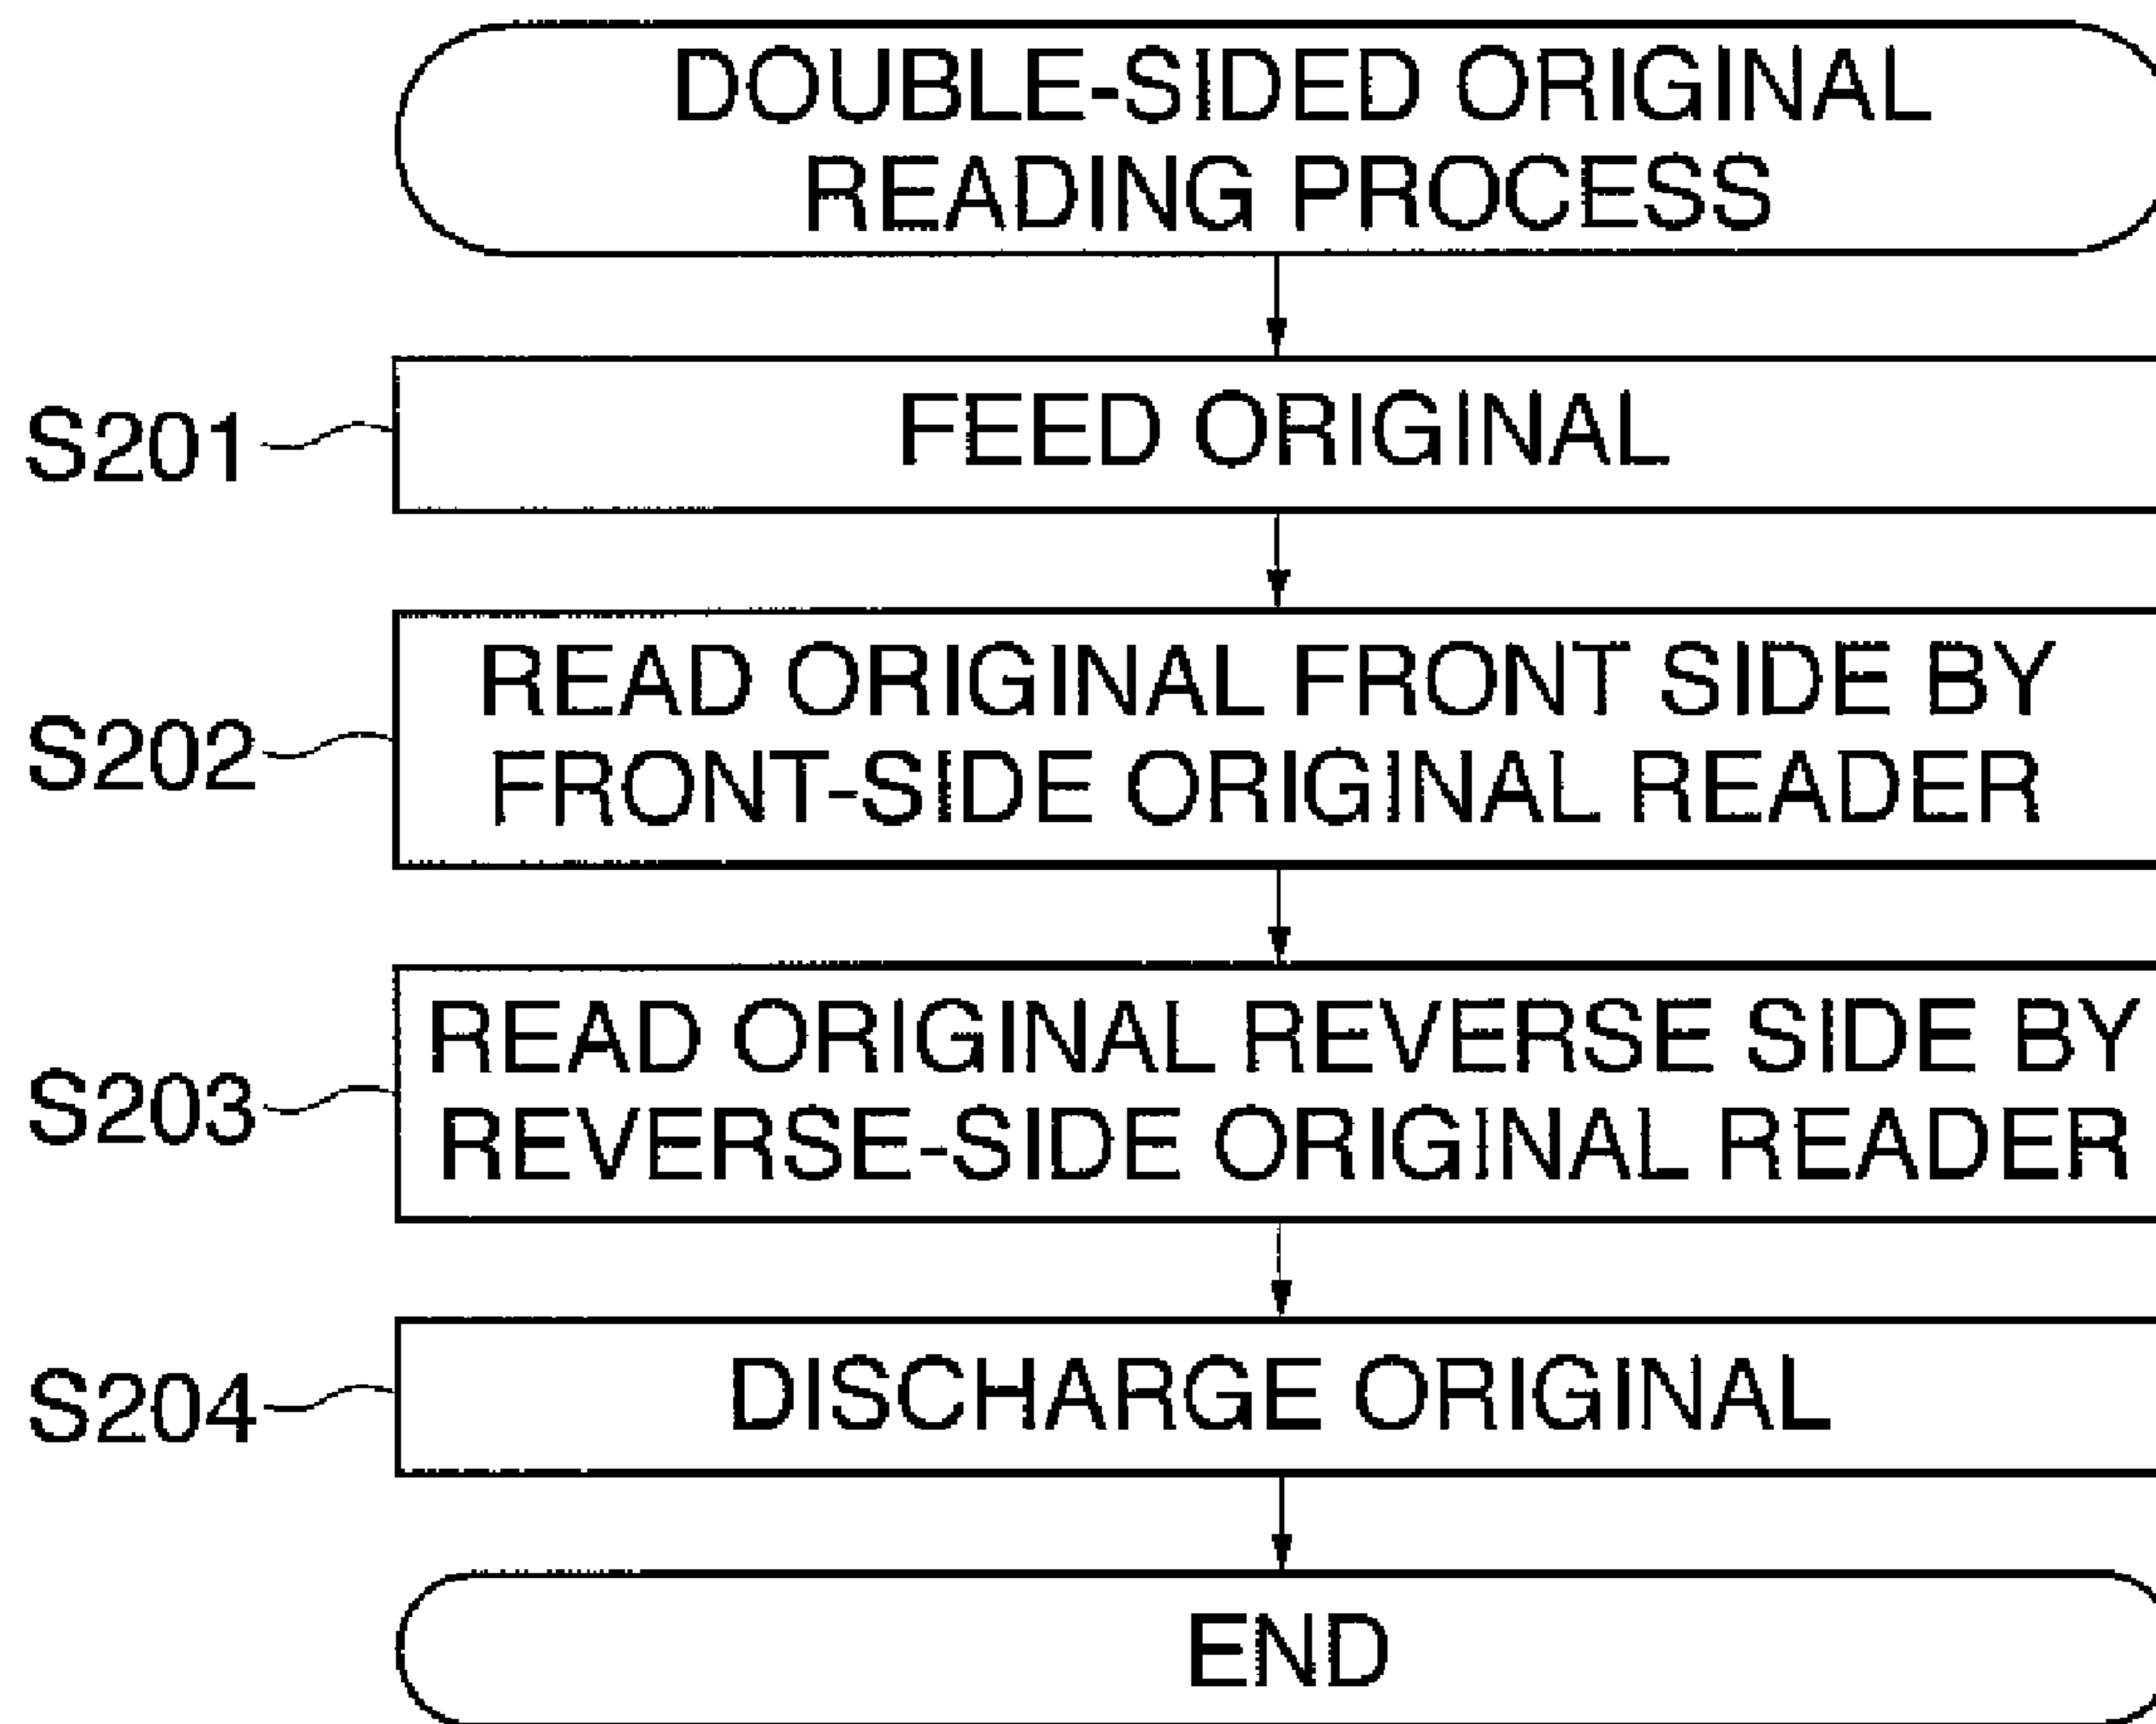 DOUBLE-SIDED ORIGINAL
READING PROCESS
S201
FEED ORIGINAL
S202
READ ORIGINAL FRONT SIDE BY
FRONT-SIDE ORIGINAL READER
S203
READ ORIGINAL REVERSE SIDE BY
REVERSE-SIDE ORIGINAL READER
S204
DISCHARGE ORIGINAL
END